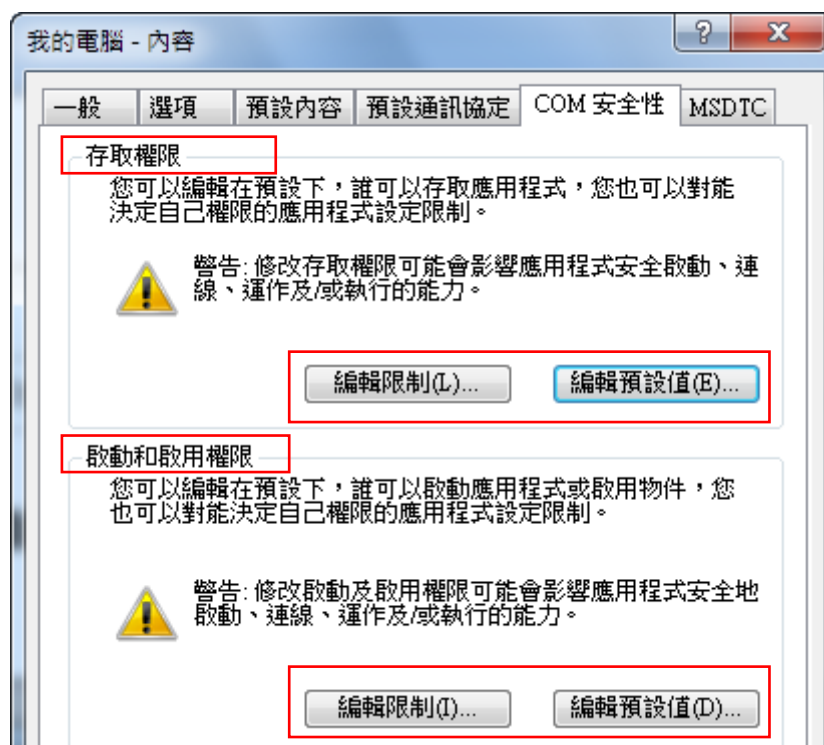 我的電腦 - 內容
一般 選項 預設內容 預設通訊協定 COM 安全性 MSDTC
存取權限
您可以編輯在預設下，誰可以存取應用程式，您也可以對能
決定自己權限的應用程式設定限制。
警告: 修改存取權限可能會影響應用程式安全啟動、連
線、運作及/或執行的能力。
編輯限制(L)... 編輯預設值(E)...
啟動和啟用權限
您可以編輯在預設下，誰可以啟動應用程式或啟用物件，您
也可以對能決定自己權限的應用程式設定限制。
警告: 修改啟動及啟用權限可能會影響應用程式安全地
啟動、連線、運作及/或執行的能力。
編輯限制(I)... 編輯預設值(D)...